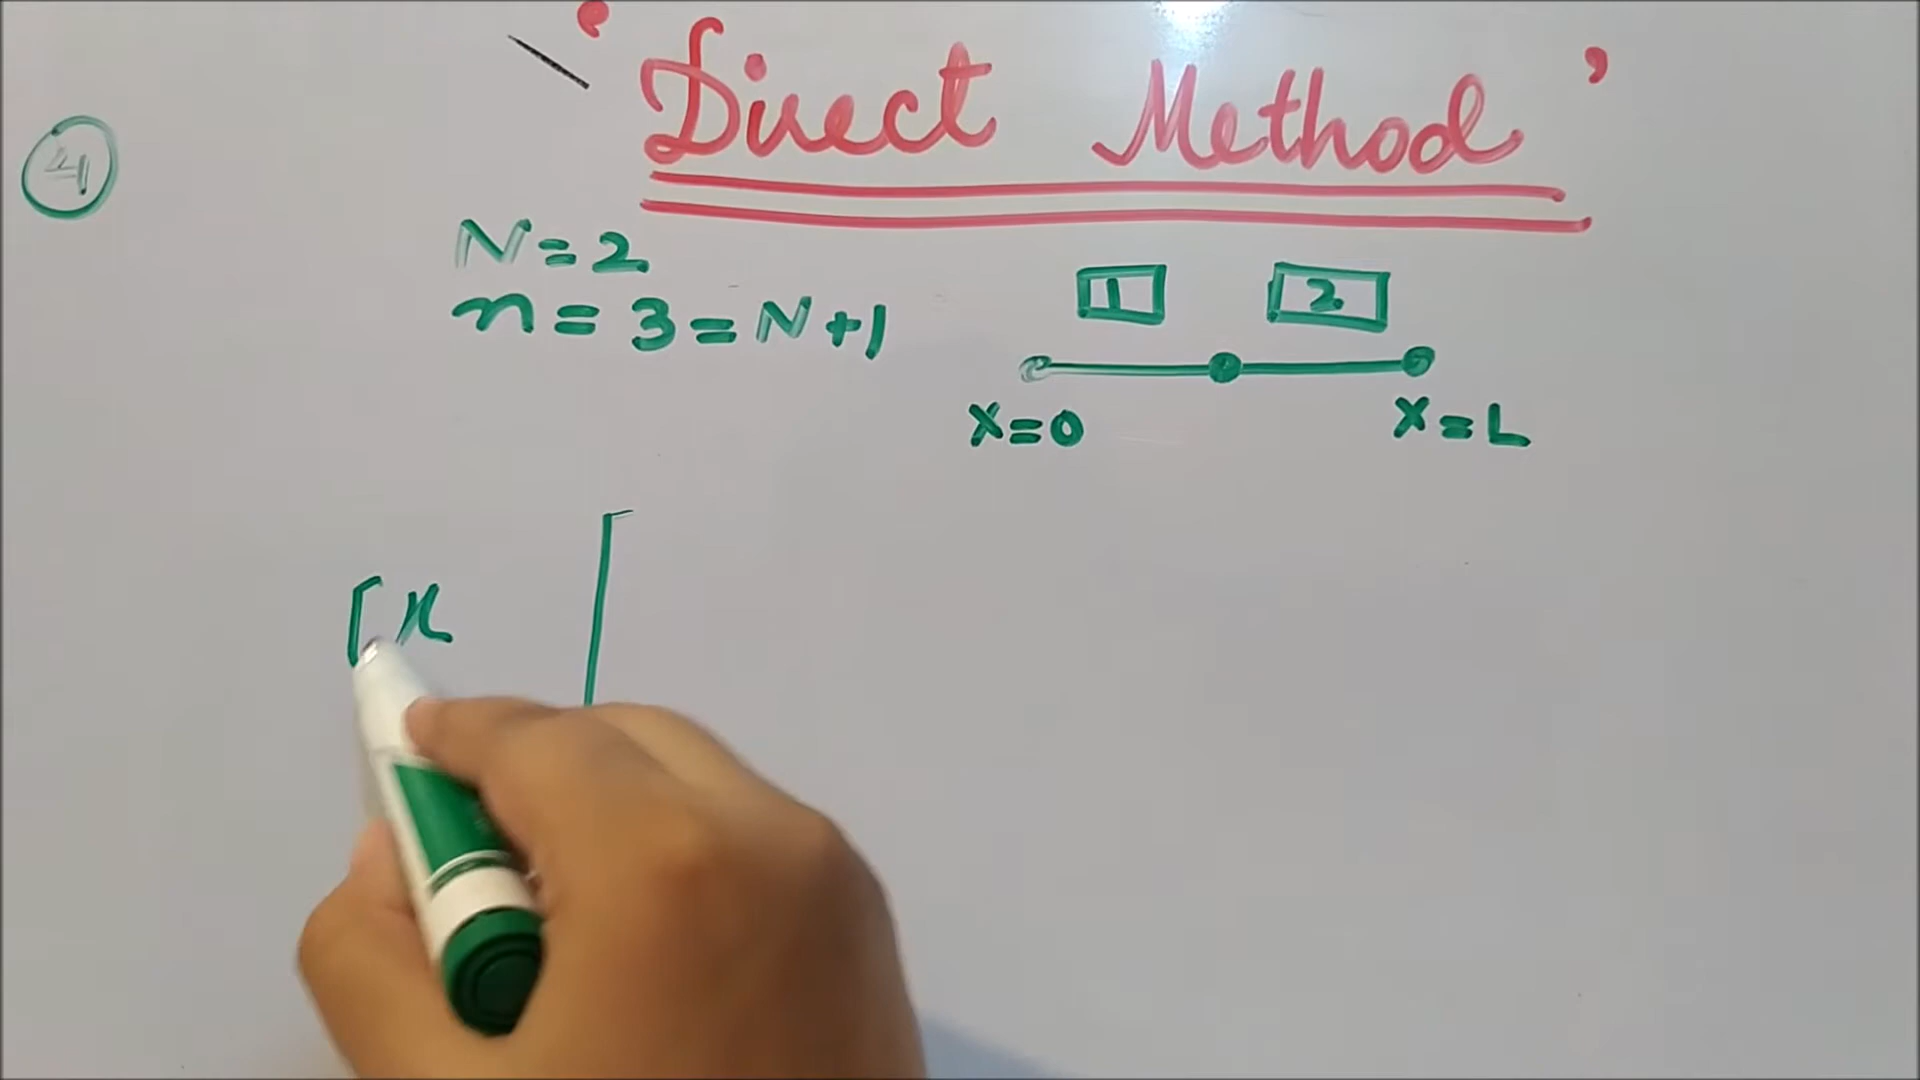 ' Direct Method '
4
N=2
n=3=N+1
1 2
x=0 x=L
[x [